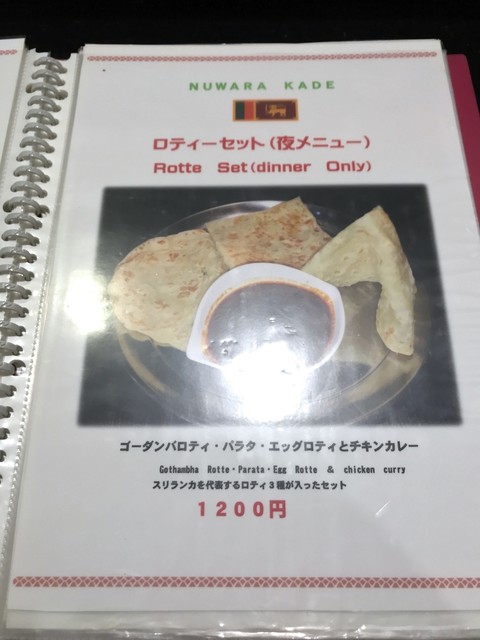 NUWARA KADE
ロティーセット(夜メニュー)
Rotte Set(dinner Only)
ゴーダンバロティ・パラタ・エッグロティとチキンカレー
Gothambha Rotte・Parata・Egg Rotte & chicken curry
スリランカを代表するロティ3種が入ったセット
1200円